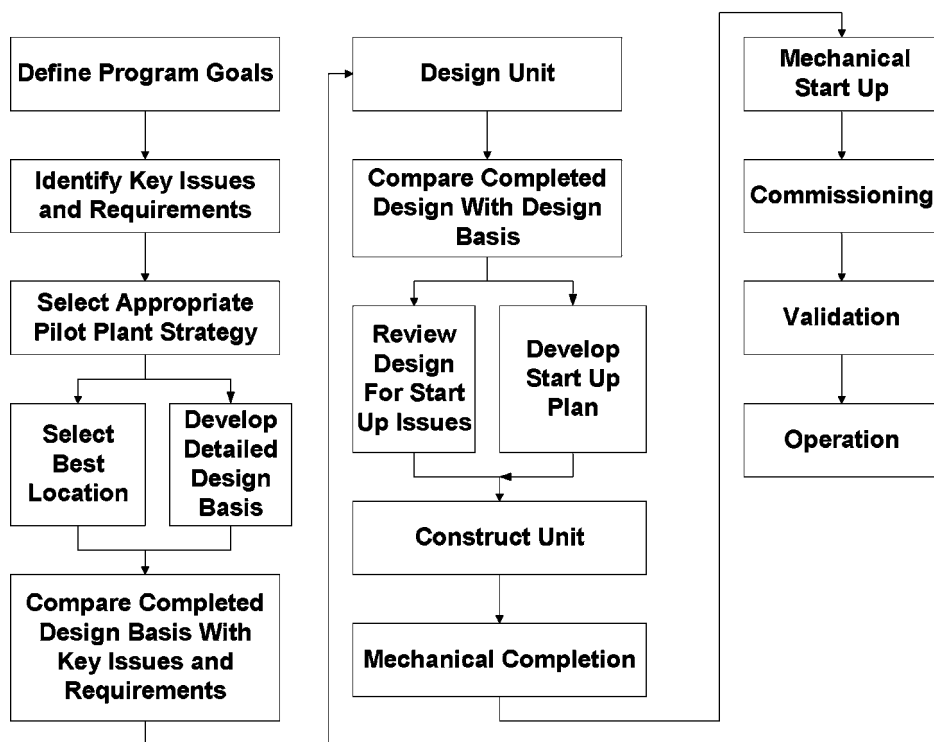 Define Program Goals
Identify Key Issues
and Requirements
Select Appropriate
Pilot Plant Strategy
Select
Best
Location
Develop
Detailed
Design
Basis
Compare Completed
Design Basis With
Key Issues and
Requirements
Design Unit
Compare Completed
Design With Design
Basis
Review
Design
For Start
Up Issues
Develop
Start Up
Plan
Construct Unit
Mechanical Completion
Mechanical
Start Up
Commissioning
Validation
Operation